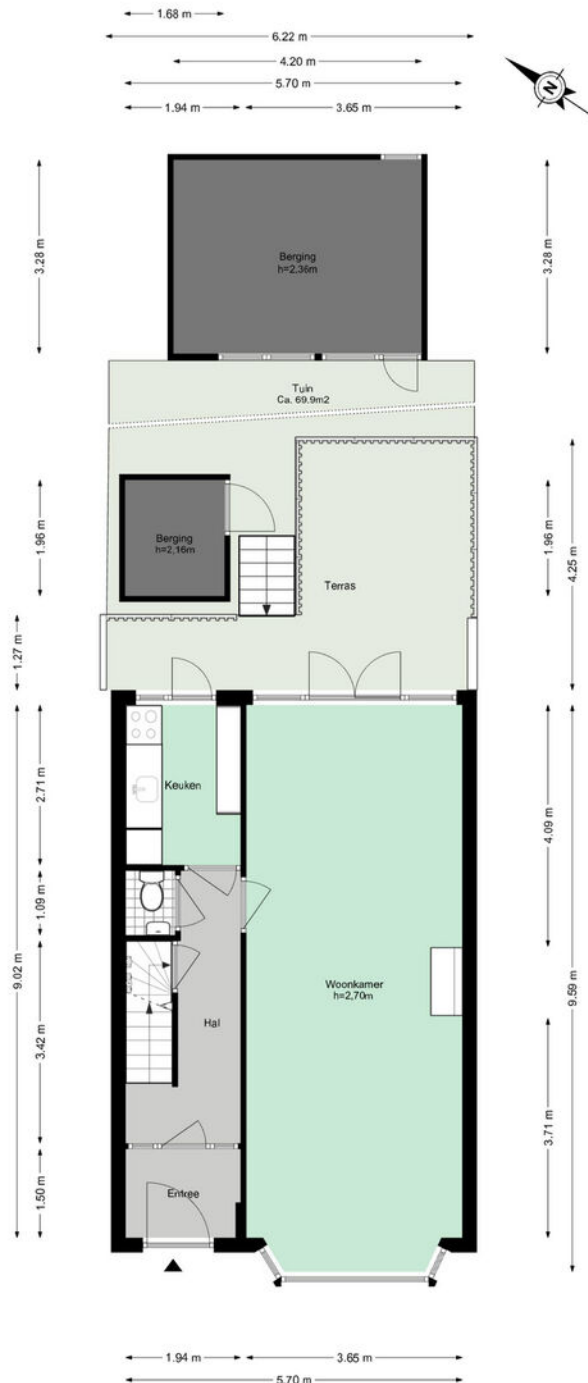 1.68 m
6.22 m
4.20 m
5.70 m
1.94 m
3.65 m
N
3.28 m
3.28 m
Berging
h=2,36m
Tuin
Ca. 69.9m2
1.96 m
1.96 m
4.25 m
Berging
h=2,16m
Terras
1.27 m
2.71 m
Keuken
4.09 m
1.09 m
9.02 m
9.59 m
Woonkamer
h=2,70m
3.42 m
Hal
3.71 m
1.50 m
Entree
1.94 m
3.65 m
5.70 m